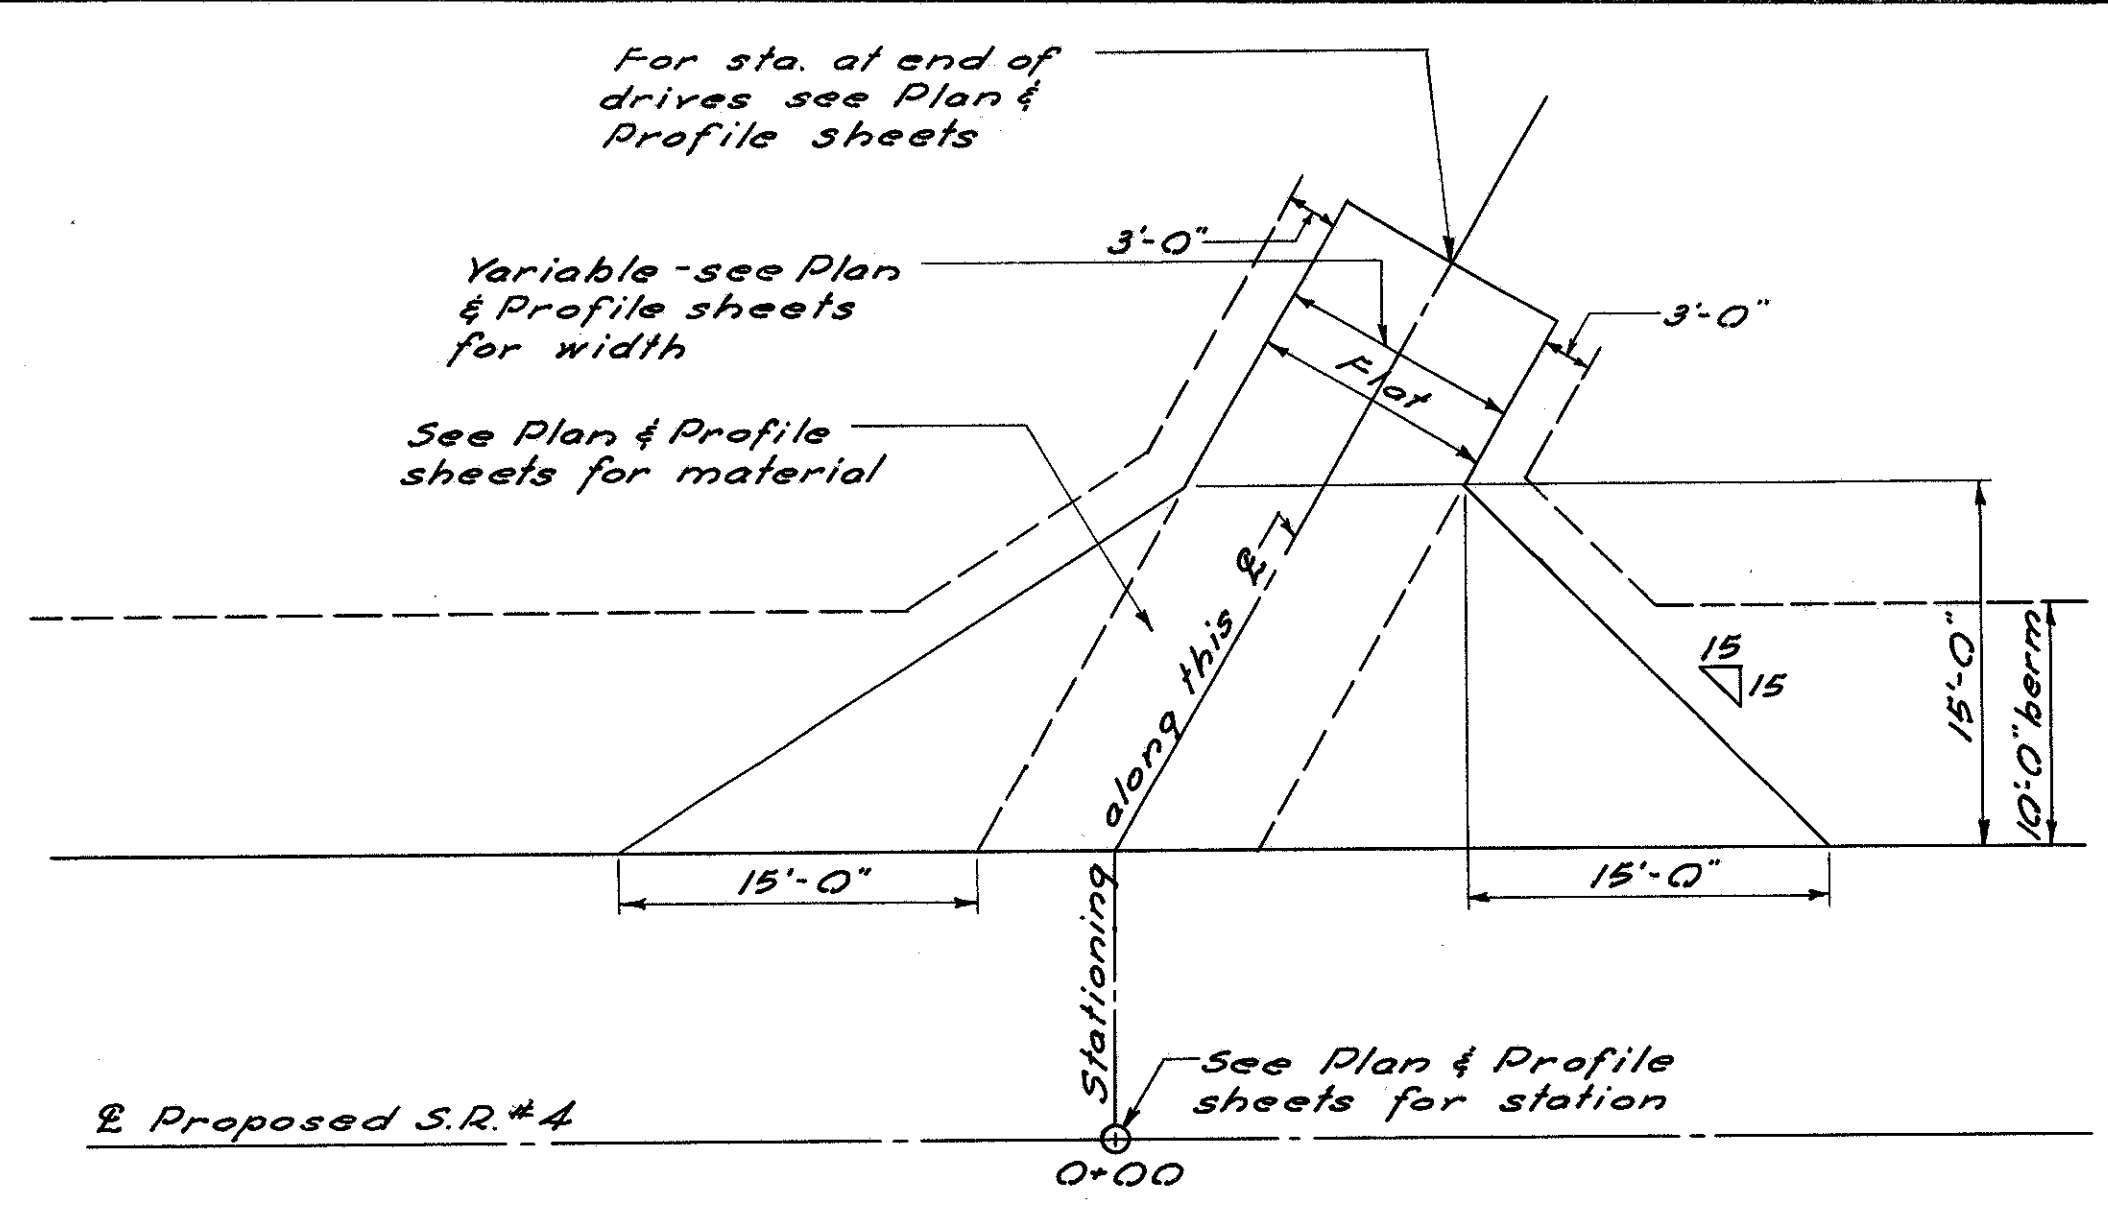 For sta. at end of
drives see Plan &
Profile sheets
3'-0"
Variable - see Plan
& Profile sheets
for width
3'-0"
Flat
See Plan & Profile
sheets for material
℄
along this
15
15
15'-0"
10'-0" berm
15'-0"
15'-0"
Stationing
See Plan & Profile
sheets for station
℄ Proposed S.R. #4
0+00